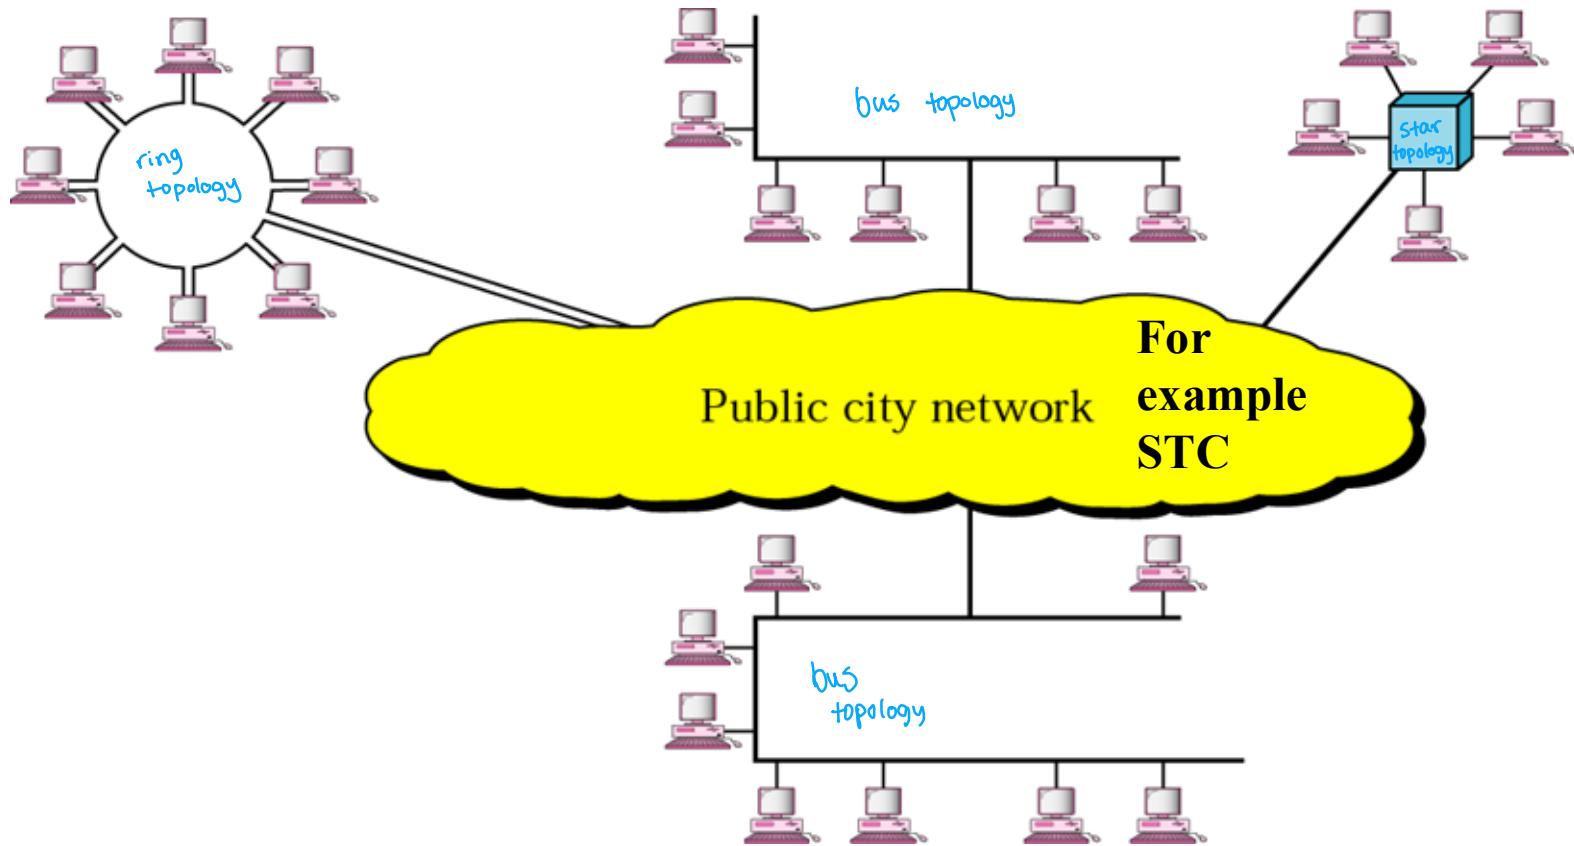 ring
topology
bus topology
star
topology
Public city network
For
example
STC
bus
topology